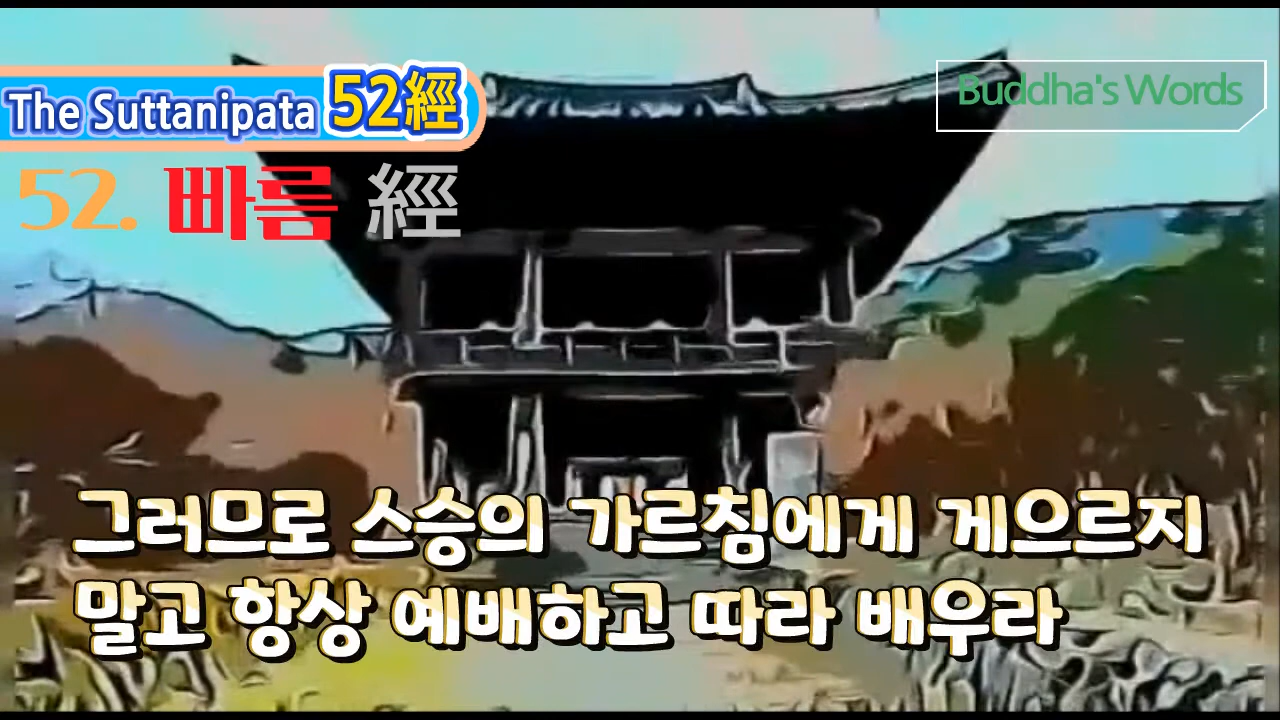 The Suttanipata 52經
Buddha's Words
52. 빠름 經
그러므로 스승의 가르침에게 게으르지
말고 항상 예배하고 따라 배우라